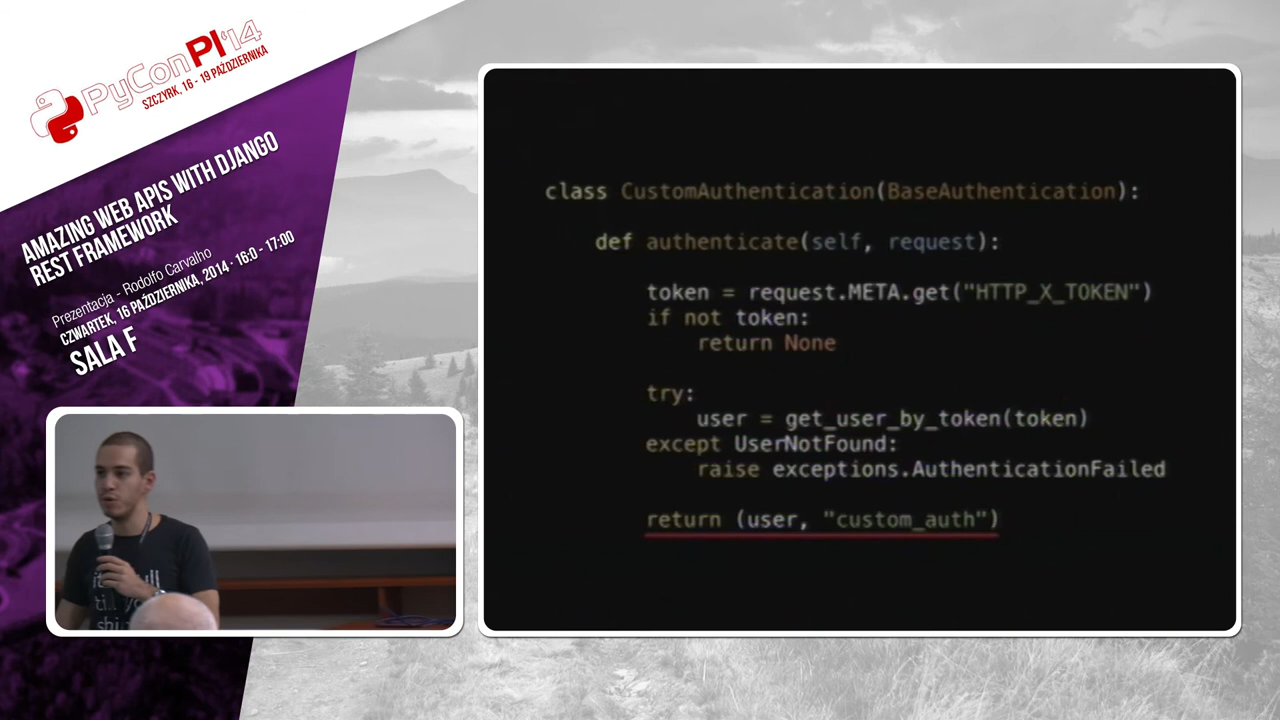 PyConPl'14
SZCZYRK, 16 - 19 PAŹDZIERNIKA
AMAZING WEB APIS WITH DJANGO
REST FRAMEWORK
Prezentacja - Rodolfo Carvalho
CZWARTEK, 16 PAŹDZIERNIKA, 2014 · 16:0 - 17:00
SALA F
class CustomAuthentication(BaseAuthentication):
def authenticate(self, request):
token = request.META.get("HTTP_X_TOKEN")
if not token:
return None
try:
user = get_user_by_token(token)
except UserNotFound:
raise exceptions.AuthenticationFailed
return (user, "custom_auth")